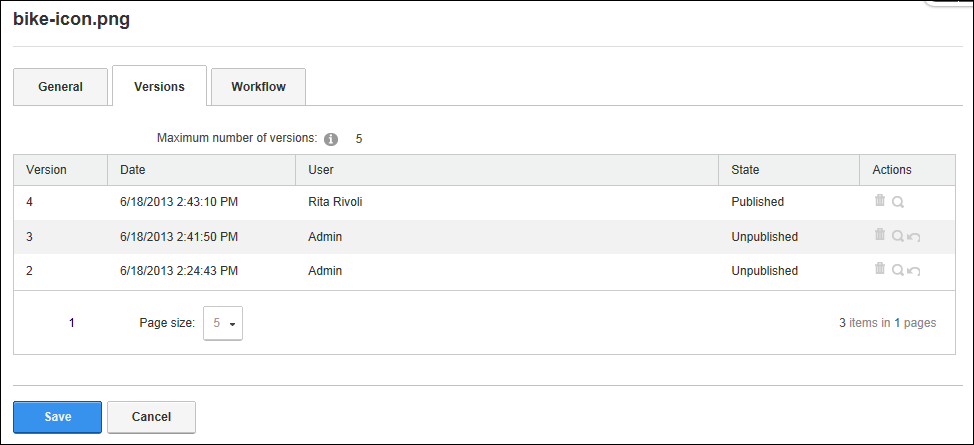 bike-icon.png
General Versions Workflow
Maximum number of versions: 5
Version Date User State Actions
4 6/18/2013 2:43:10 PM Rita Rivoli Published
3 6/18/2013 2:41:50 PM Admin Unpublished
2 6/18/2013 2:24:43 PM Admin Unpublished
1 Page size: 5 3 items in 1 pages
Save Cancel